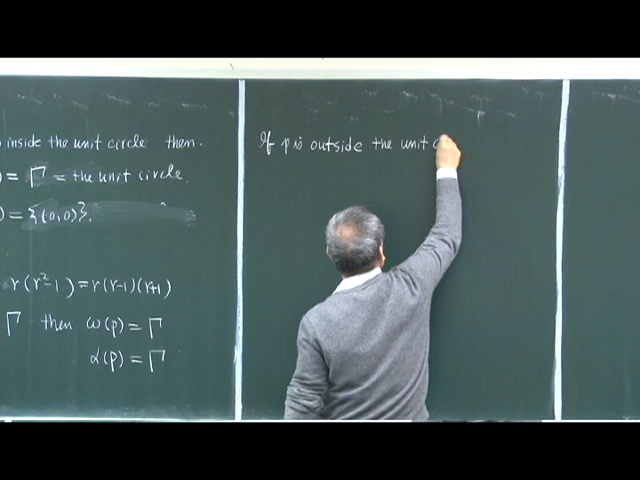 inside the unit circle then.
) = Γ = the unit circle.
) = {(0,0)}.
r(r²-1) = r(r-1)(r+1)
Γ then ω(p) = Γ
α(p) = Γ
If p is outside the unit c